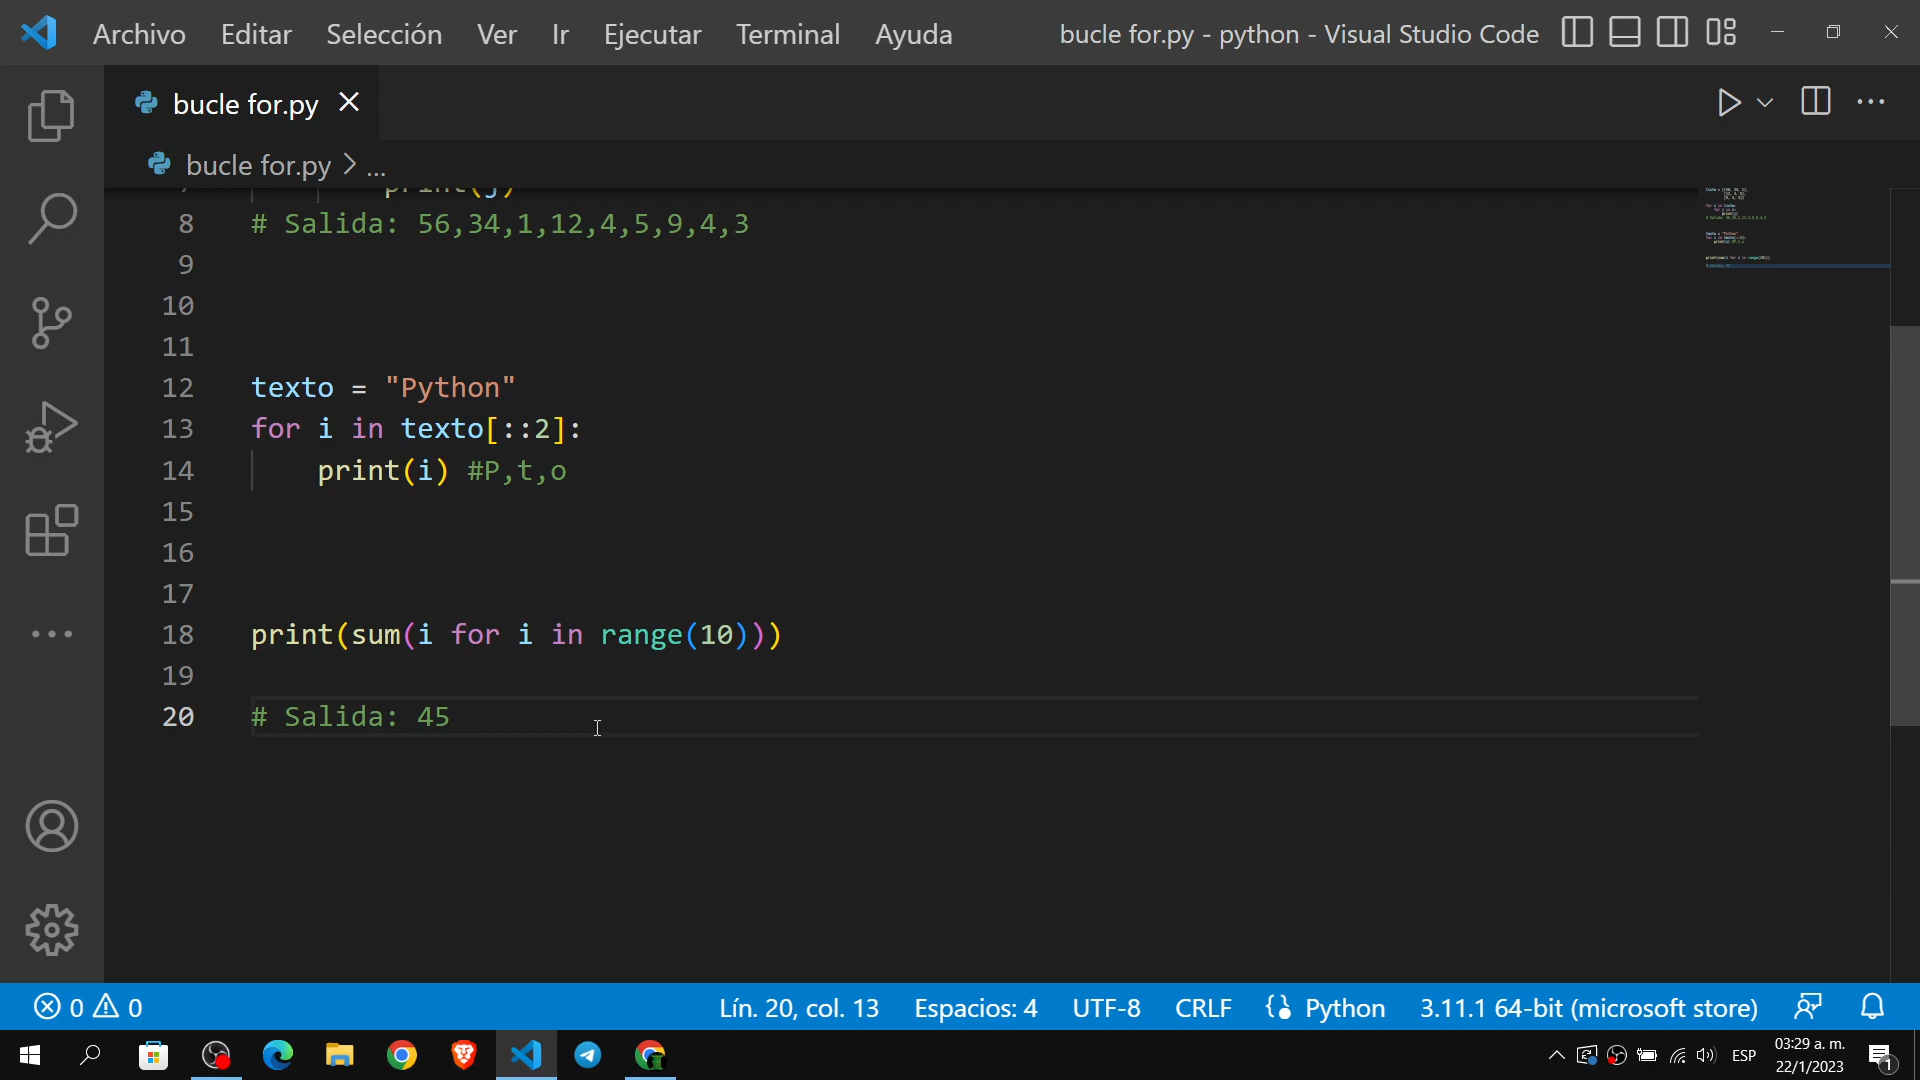 Archivo Editar Selección Ver Ir Ejecutar Terminal Ayuda bucle for.py - python - Visual Studio Code
bucle for.py
bucle for.py > ...
7 print(j)
8 # Salida: 56,34,1,12,4,5,9,4,3
9
10
11
12 texto = "Python"
13 for i in texto[::2]:
14 print(i) #P,t,o
15
16
17
18 print(sum(i for i in range(10)))
19
20 # Salida: 45
0 0 Lín. 20, col. 13 Espacios: 4 UTF-8 CRLF Python 3.11.1 64-bit (microsoft store)
ESP 03:29 a. m.
22/1/2023 1